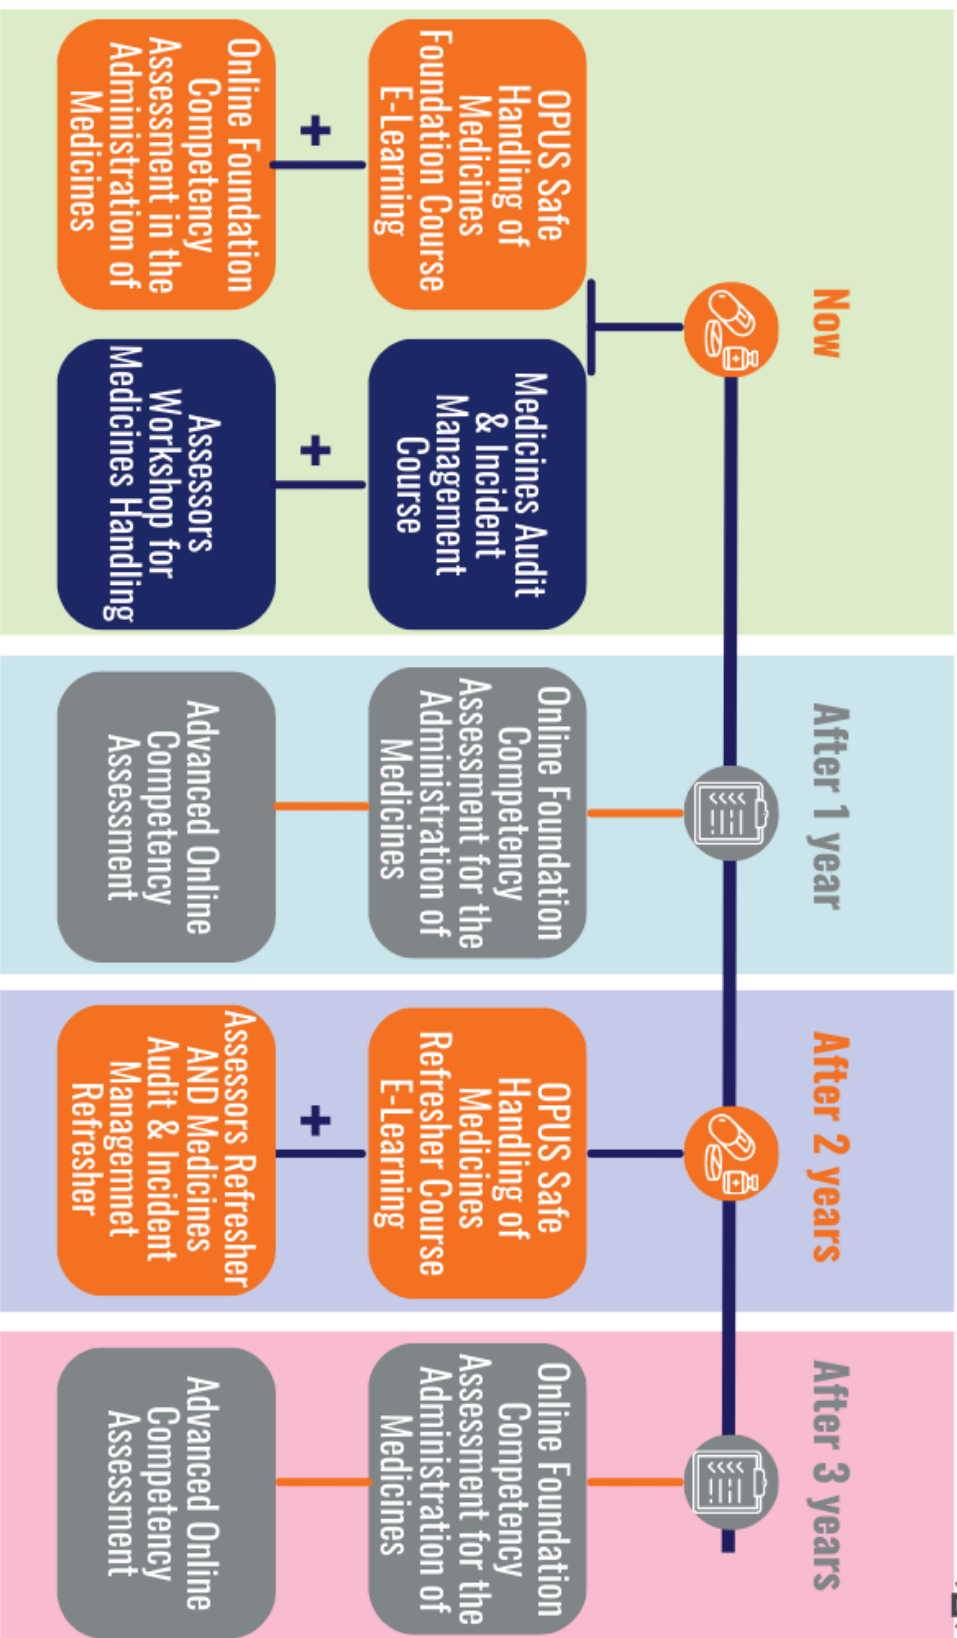 Now
OPUS Safe
Handling of
Medicines
Foundation Course
E-Learning
+
Online Foundation
Competency
Assessment in the
Administration of
Medicines
Medicines Audit
& Incident
Management
Course
+
Assessors
Workshop for
Medicines Handling
After 1 year
Online Foundation
Competency
Assessment for the
Administration of
Medicines
Advanced Online
Competency
Assessment
After 2 years
OPUS Safe
Handling of
Medicines
Refresher Course
E-Learning
+
Assessors Refresher
AND Medicines
Audit & Incident
Managemnet
Refresher
After 3 years
Online Foundation
Competency
Assessment for the
Administration of
Medicines
Advanced Online
Competency
Assessment